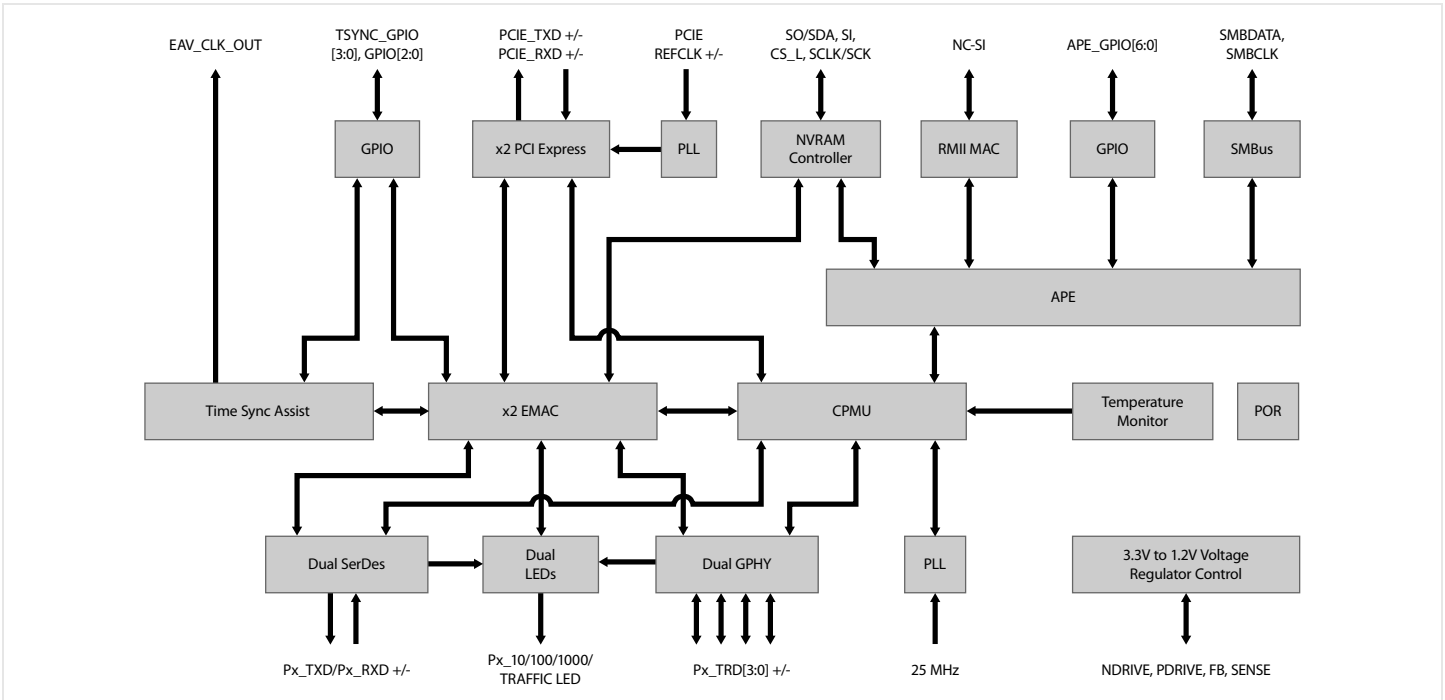 EAV_CLK_OUT
TSYNC_GPIO
[3:0], GPIO[2:0]
PCIE_TXD +/-
PCIE_RXD +/-
PCIE
REFCLK +/-
SO/SDA, SI,
CS_L, SCLK/SCK
NC-SI
APE_GPIO[6:0]
SMBDATA,
SMBCLK
GPIO
x2 PCI Express
PLL
NVRAM
Controller
RMII MAC
GPIO
SMBus
APE
Time Sync Assist
x2 EMAC
CPMU
Temperature
Monitor
POR
Dual SerDes
Dual
LEDs
Dual GPHY
PLL
3.3V to 1.2V Voltage
Regulator Control
Px_TXD/Px_RXD +/-
Px_10/100/1000/
TRAFFIC LED
Px_TRD[3:0] +/-
25 MHz
NDRIVE, PDRIVE, FB, SENSE